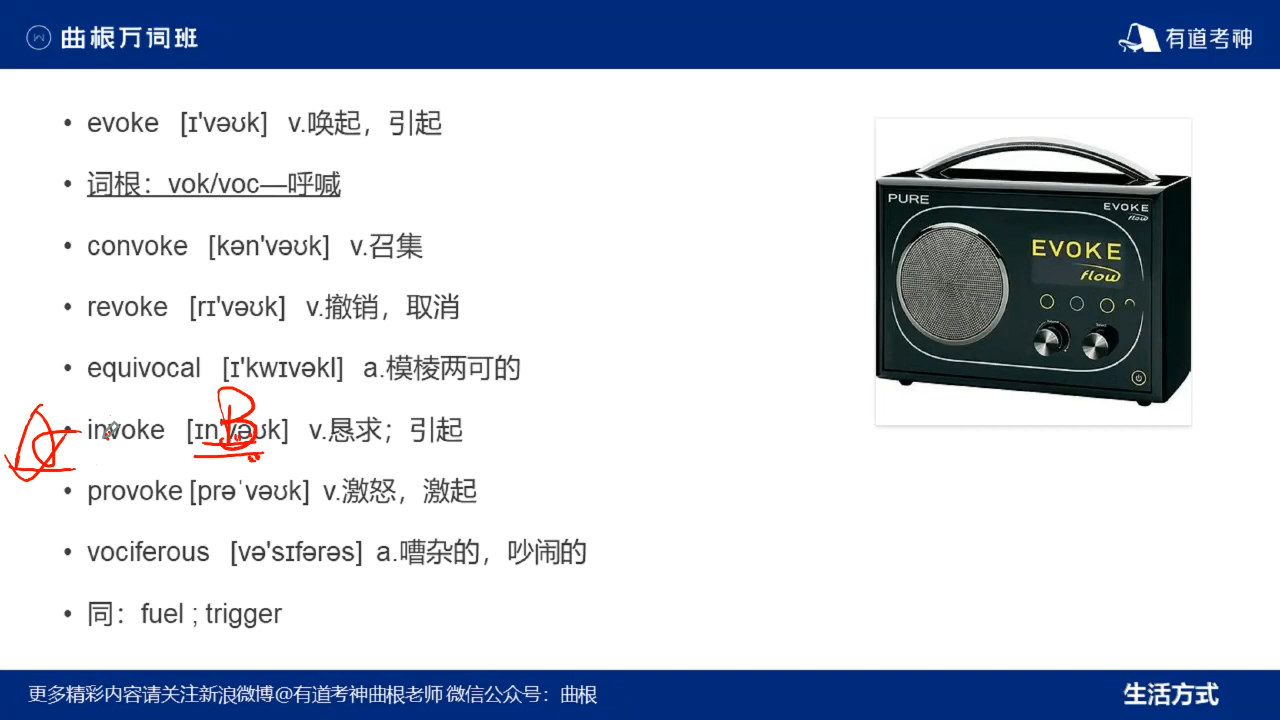 曲根万词班
有道考神
evoke [ɪ'vəʊk] v.唤起，引起
词根：vok/voc—呼喊
convoke [kən'vəʊk] v.召集
revoke [rɪ'vəʊk] v.撤销，取消
equivocal [ɪ'kwɪvəkl] a.模棱两可的
invoke [ɪn'vəʊk] v.恳求；引起
provoke [prəˈvəʊk] v.激怒，激起
vociferous [və'sɪfərəs] a.嘈杂的，吵闹的
同：fuel ; trigger
PURE
EVOKE
flow
EVOKE
flow
B
更多精彩内容请关注新浪微博@有道考神曲根老师 微信公众号：曲根
生活方式